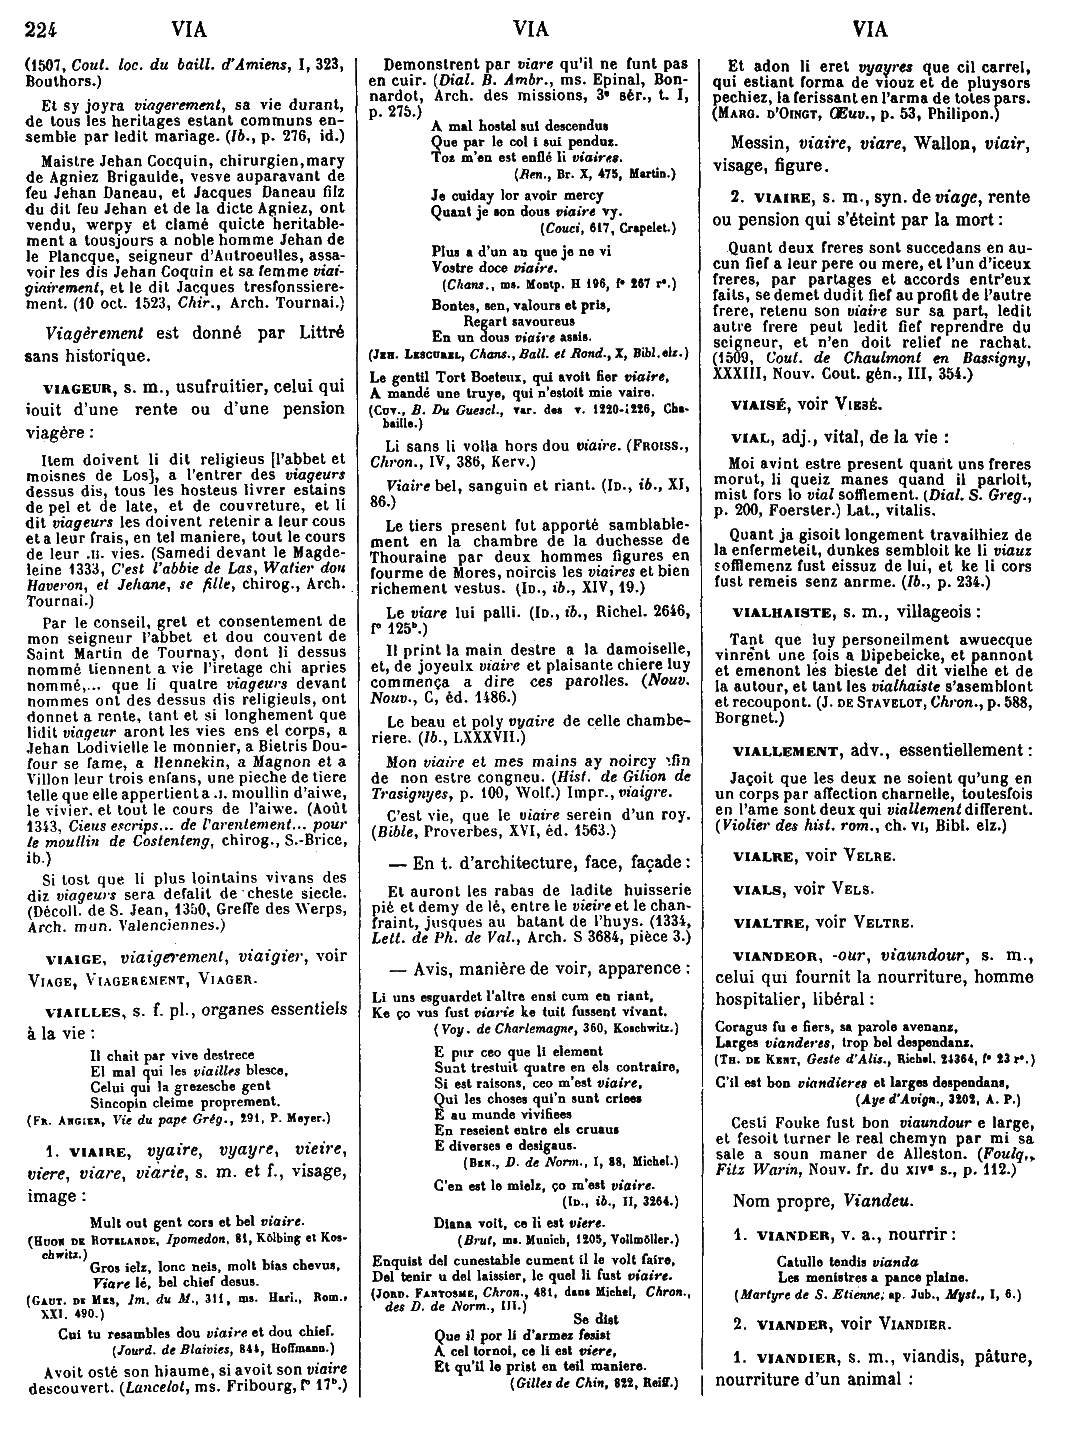 224 VIA VIA VIA
(1507, Cout. loc. du baill. d'Amiens, I, 323,
Bouthors.)
Et sy joyra viagerement, sa vie durant,
de tous les heritages estant communs en-
semble par ledit mariage. (Ib., p. 276, id.)
Maistre Jehan Cocquin, chirurgien, mary
de Agniez Brigaulde, vesve auparavant de
feu Jehan Daneau, et Jacques Daneau filz
du dit feu Jehan et de la dicte Agniez, ont
vendu, werpy et clamé quicte heritable-
ment a tousjours a noble homme Jehan de
le Plancque, seigneur d'Autroeulles, assa-
voir les dis Jehan Coquin et sa femme viai-
giairement, et le dit Jacques tresfonssiere-
ment. (10 oct. 1523, Chir., Arch. Tournai.)
Viagèrement est donné par Littré
sans historique.
VIAGEUR, s. m., usufruitier, celui qui
iouit d'une rente ou d'une pension
viagère :
Item doivent li dit religieus [l'abbet et
moisnes de Los], a l'entrer des viageurs
dessus dis, tous les hosteus livrer estains
de pel et de late, et de couvreture, et li
dit viageurs les doivent retenir a leur cous
et a leur frais, en tel maniere, tout le cours
de leur .II. vies. (Samedi devant le Magde-
leine 1333, C'est l'abbie de Las, Watier dou
Haveron, et Jehane, se fille, chirog., Arch.
Tournai.)
Par le conseil, gret et consentement de
mon seigneur l'abbet et dou couvent de
Saint Martin de Tournay, dont li dessus
nommé tiennent a vie l'iretage chi apries
nommé,... que li quatre viageurs devant
nommes ont des dessus dis religieuls, ont
donnet a rente, tant et si longhement que
lidit viageur aront les vies ens el corps, a
Jehan Lodivielle le monnier, a Bietris Dou-
four se fame, a Hennekin, a Magnon et a
Villon leur trois enfans, une pieche de tiere
telle que elle appertient a .I. moullin d'aiwe,
le vivier, et tout le cours de l'aiwe. (Août
1343, Cieus escrips... de l'arentement... pour
le moullin de Costenteng, chirog., S.-Brice,
ib.)
Si tost que li plus lointains vivans des
diz viageurs sera defalit de cheste siecle.
(Décoll. de S. Jean, 1350, Greffe des Werps,
Arch. mun. Valenciennes.)
VIAIGE, viaigerement, viaigier, voir
VIAGE, VIAGEREMENT, VIAGER.
VIAILLES, s. f. pl., organes essentiels
à la vie :
Il chait par vive destrece
El mal qui les viailles blesce,
Celui qui la grezesche gent
Sincopin cleime proprement.
(FR. ANGIER, Vie du pape Grég., 291, P. Meyer.)
1. VIAIRE, vyaire, vyayre, vieire,
viere, viare, viarie, s. m. et f., visage,
image :
Mult out gent cors et bel viaire.
(HUON DE ROTELANDE, Ipomedon, 81, Kölbing et Kos-
chwitz.)
Gros ielz, lonc neis, molt bias chevus,
Viare lé, bel chief desus.
(GAUT. DE MES, Im. du M., 311, ms. Harl., Rom.,
XXI, 490.)
Cui tu resambles dou viaire et dou chief.
(Jourd. de Blaivies, 844, Hoffmann.)
Avoit osté son hiaume, si avoit son viaire
descouvert. (Lancelot, ms. Fribourg, f° 17b.)
Demonstrent par viare qu'il ne funt pas
en cuir. (Dial. B. Ambr., ms. Epinal, Bon-
nardot, Arch. des missions, 3e sér., t. I,
p. 275.)
A mal hostel sui descendus
Que par le col i sui penduz.
Toz m'en est enflé li viaires.
(Ren., Br. X, 475, Martin.)
Je cuiday lor avoir mercy
Quant je son dous viaire vy.
(Couci, 617, Crapelet.)
Plus a d'un an que je ne vi
Vostre doce viaire.
(Chans., ms. Montp. H 196, f° 267 r°.)
Bontes, sen, valours et pris,
Regart savoureus
En un dous viaire assis.
(JEH. LESCUREL, Chans., Ball. et Rond., X, Bibl. elz.)
Le gentil Tort Boeteux, qui avoit fier viaire,
A mandé une truye, qui n'estoit mie vaire.
(CUV., B. Du Guescl., var. des v. 1220-1226, Cha-
baille.)
Li sans li volla hors dou viaire. (FROISS.,
Chron., IV, 386, Kerv.)
Viaire bel, sanguin et riant. (ID., ib., XI,
86.)
Le tiers present fut apporté samblable-
ment en la chambre de la duchesse de
Thouraine par deux hommes figures en
fourme de Mores, noircis les viaires et bien
richement vestus. (ID., ib., XIV, 19.)
Le viare lui palli. (ID., ib., Richel. 2646,
f° 125b.)
Il print la main destre a la damoiselle,
et, de joyeulx viaire et plaisante chiere luy
commença a dire ces parolles. (Nouv.
Nouv., C, éd. 1486.)
Le beau et poly vyaire de celle chambe-
riere. (Ib., LXXXVII.)
Mon viaire et mes mains ay noircy afin
de non estre congneu. (Hist. de Gilion de
Trasignyes, p. 100, Wolf.) Impr., viaigre.
C'est vie, que le viaire serein d'un roy.
(Bible, Proverbes, XVI, éd. 1563.)
— En t. d'architecture, face, façade :
Et auront les rabas de ladite huisserie
pié et demy de lé, entre le vieire et le chan-
fraint, jusques au batant de l'huys. (1334,
Lett. de Ph. de Val., Arch. S 3684, pièce 3.)
— Avis, manière de voir, apparence :
Li uns esguardet l'altre ensi cum en riant,
Ke ço vus fust viarie ke tuit fussent vivant.
(Voy. de Charlemagne, 360, Koschwitz.)
E pur ceo que li element
Sunt trestuit quatre en els contraire,
Si est raisons, ceo m'est viaire,
Qui les choses qui'n sunt criees
E au munde vivifiees
En reseient entre els cruaus
E diverses e desigaus.
(BEN., D. de Norm., I, 88, Michel.)
C'en est le mielz, ço m'est viaire.
(ID., ib., II, 3264.)
Diana voit, ce li est viere.
(Brut, ms. Munich, 1205, Vollmöller.)
Enquist del cunestable cument il le volt faire,
Del tenir u del laissier, le quel li fust viaire.
(JORD. FANTOSME, Chron., 481, dans Michel, Chron.,
des D. de Norm., III.)
Se dist
Que il por li d'armez fesist
A cel tornoi, ce li est viere,
Et qu'il le prist en teil maniere.
(Gilles de Chin, 822, Reiff.)
Et adon li eret vyayres que cil carrel,
qui estiant forma de viouz et de pluysors
pechiez, la ferissant en l'arma de totes pars.
(MARG. D'OINGT, Œuv., p. 53, Philipon.)
Messin, viaire, viare, Wallon, viair,
visage, figure.
2. VIAIRE, s. m., syn. de viage, rente
ou pension qui s'éteint par la mort :
Quant deux freres sont succedans en au-
cun fief a leur pere ou mere, et l'un d'iceux
freres, par partages et accords entr'eux
faits, se demet dudit fief au profit de l'autre
frere, retenu son viaire sur sa part, ledit
autre frere peut ledit fief reprendre du
seigneur, et n'en doit relief ne rachat.
(1509, Cout. de Chaulmont en Bassigny,
XXXIII, Nouv. Cout. gén., III, 354.)
VIAISÉ, voir VIESÉ.
VIAL, adj., vital, de la vie :
Moi avint estre present quant uns freres
morut, li queiz manes quand il parloit,
mist fors lo vial sofflement. (Dial. S. Greg.,
p. 200, Foerster.) Lat., vitalis.
Quant ja gisoit longement travailhiez de
la enfermeteit, dunkes sembloit ke li viauz
sofflemenz fust eissuz de lui, et ke li cors
fust remeis senz anrme. (Ib., p. 234.)
VIALHAISTE, s. m., villageois :
Tant que luy personeilment awuecque
vinrent une fois a Dipebeicke, et pannont
et emenont les bieste del dit vielhe et de
la autour, et tant les vialhaiste s'asemblont
et recoupont. (J. DE STAVELOT, Chron., p. 588,
Borgnet.)
VIALLEMENT, adv., essentiellement :
Jaçoit que les deux ne soient qu'ung en
un corps par affection charnelle, toutesfois
en l'ame sont deux qui viallement different.
(Violier des hist. rom., ch. VI, Bibl. elz.)
VIALRE, voir VELRE.
VIALS, voir VELS.
VIALTRE, voir VELTRE.
VIANDEOR, -our, viaundour, s. m.,
celui qui fournit la nourriture, homme
hospitalier, libéral :
Coragus fu e fiers, sa parole avenanz,
Larges vianderes, trop bel despendanz.
(TH. DE KENT, Geste d'Alis., Richel. 24364, f° 23 r°.)
C'il est bon viandieres et larges despendans,
(Aye d'Avign., 3202, A. P.)
Cesti Fouke fust bon viaundour e large,
et fesoit turner le real chemyn par mi sa
sale a soun maner de Alleston. (Foulq.,
Fitz Warin, Nouv. fr. du XIVe s., p. 112.)
Nom propre, Viandeu.
1. VIANDER, v. a., nourrir :
Catulle tendis vianda
Les menistres a pance plaine.
(Martyre de S. Etienne, ap. Jub., Myst., I, 6.)
2. VIANDER, voir VIANDIER.
1. VIANDIER, s. m., viandis, pâture,
nourriture d'un animal :